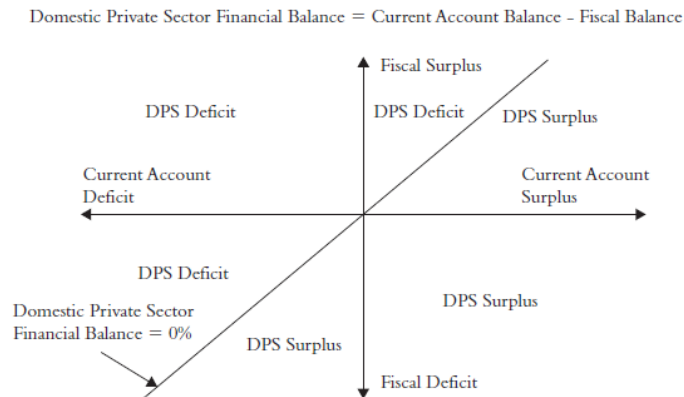 Domestic Private Sector Financial Balance = Current Account Balance – Fiscal Balance
Fiscal Surplus
DPS Deficit
DPS Deficit
DPS Surplus
Current Account
Deficit
Current Account
Surplus
DPS Deficit
DPS Surplus
Domestic Private Sector
Financial Balance = 0%
DPS Surplus
Fiscal Deficit